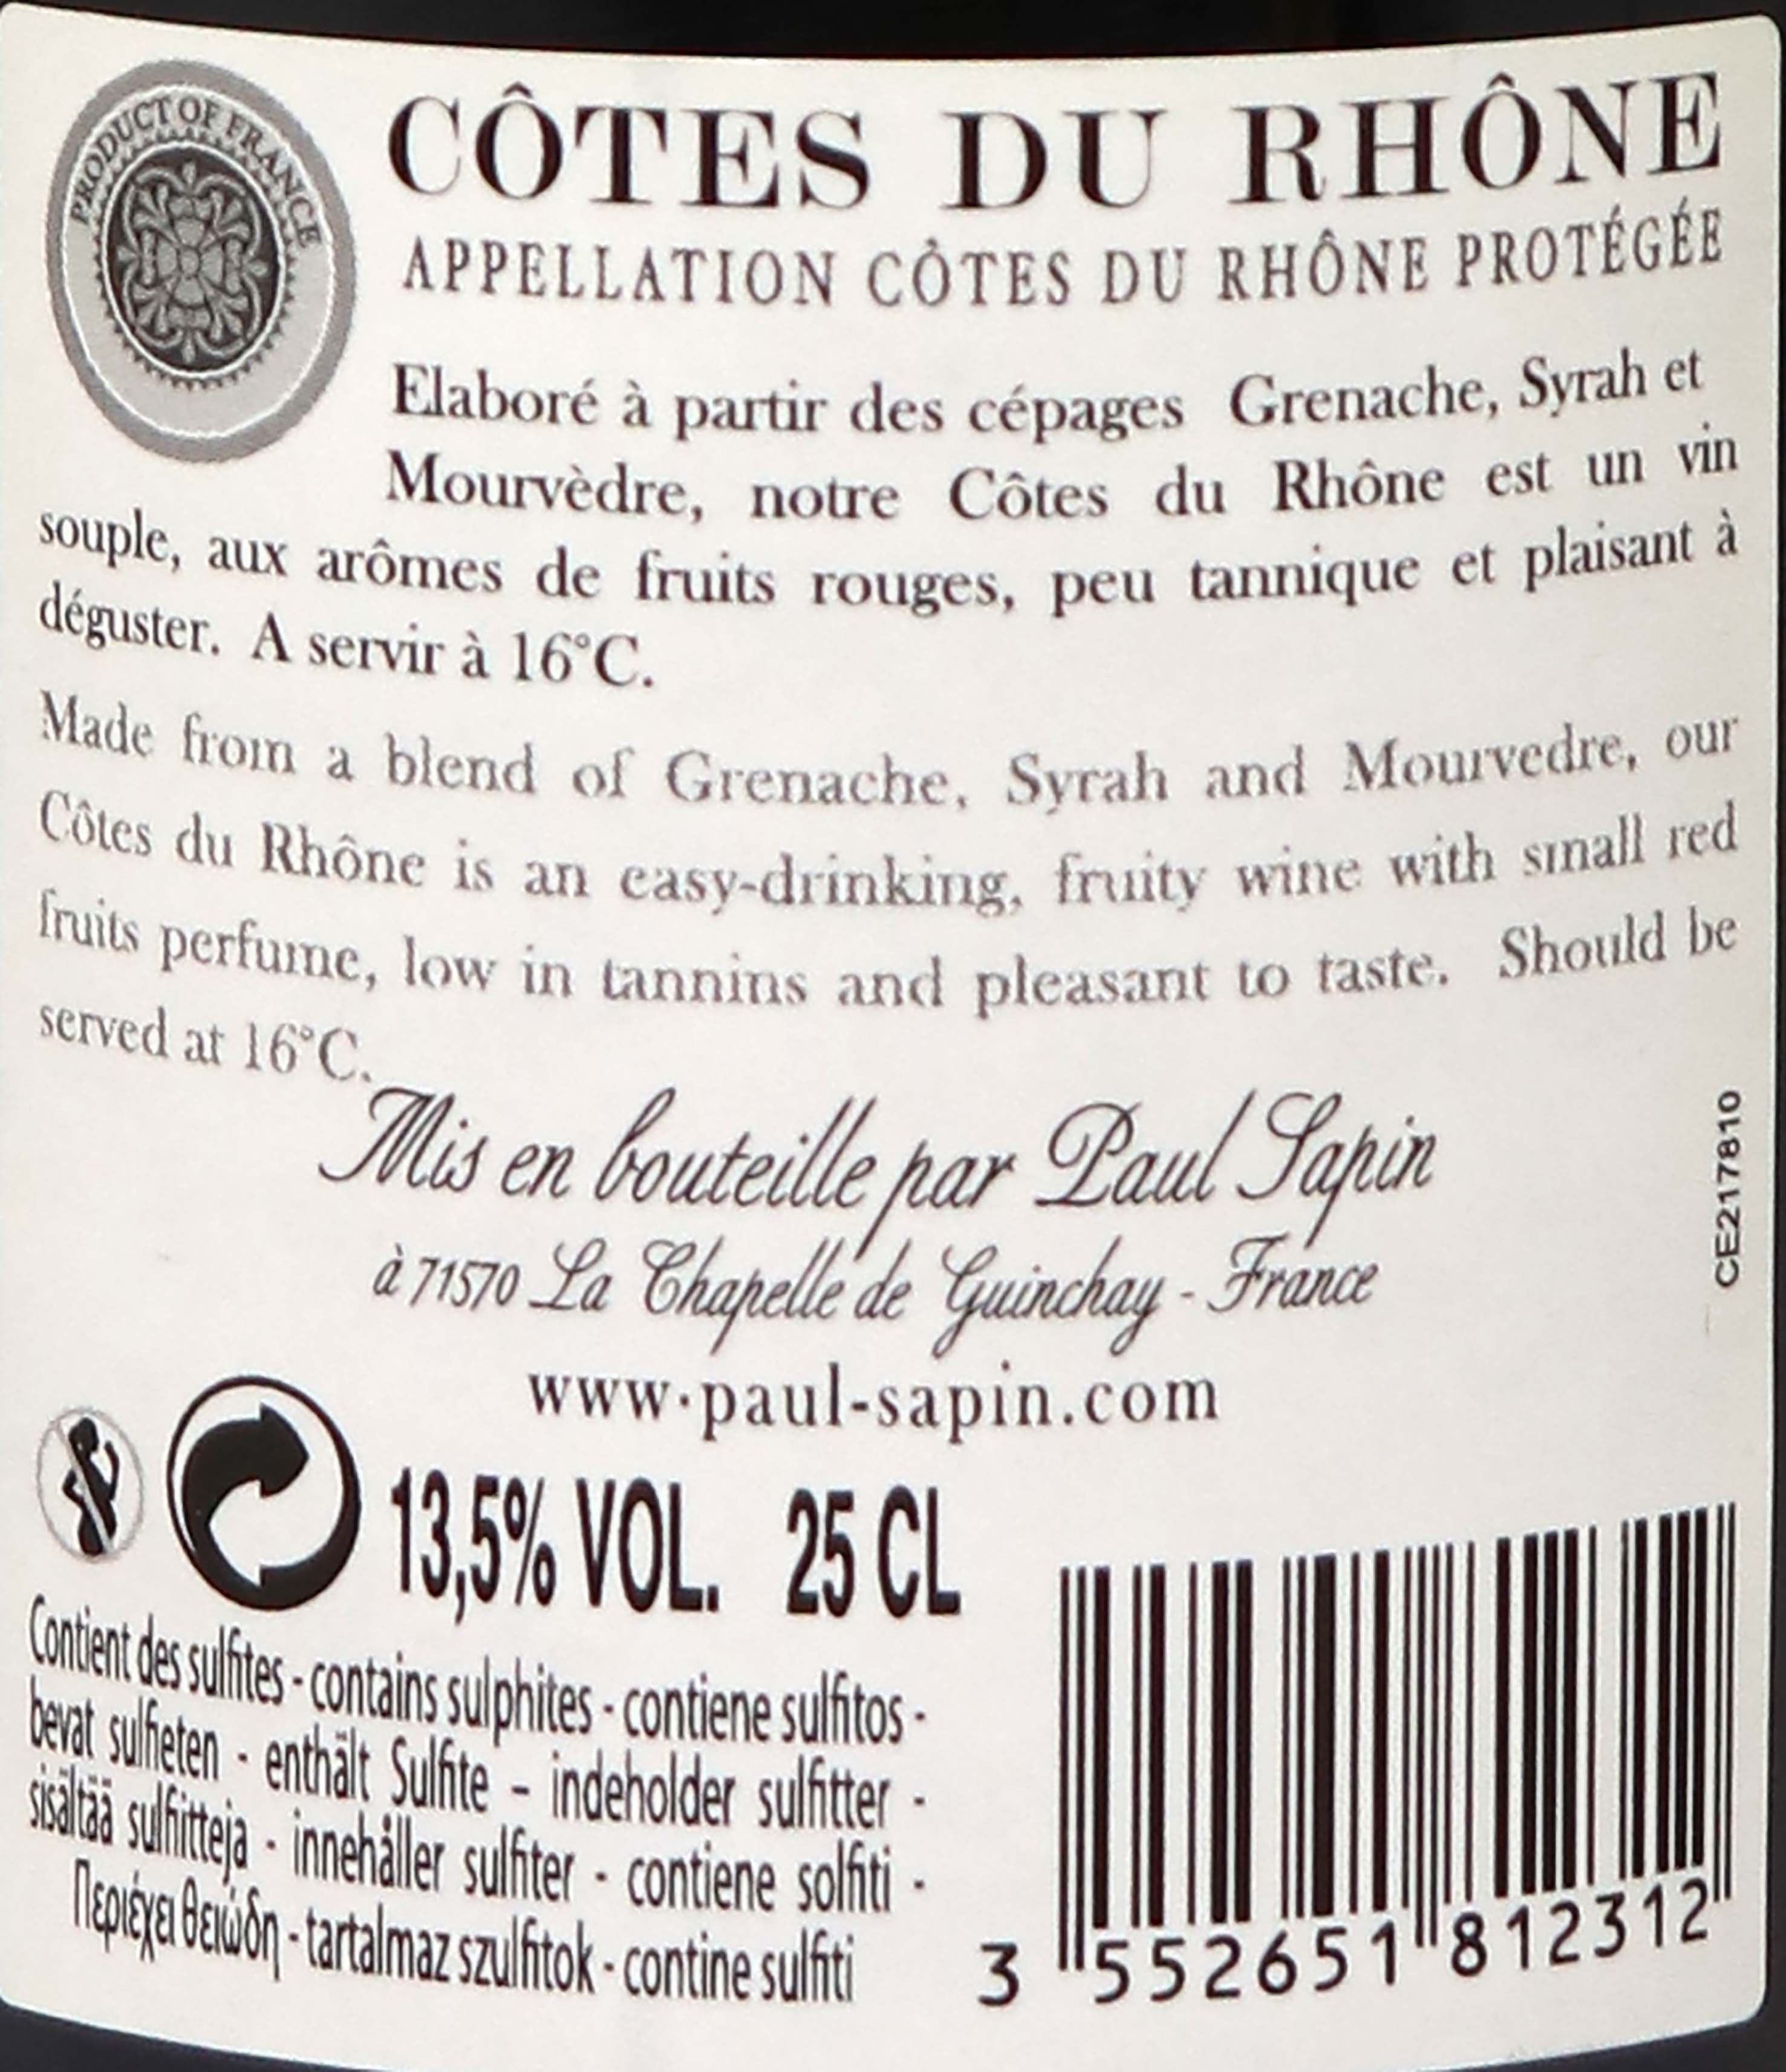 PRODUCT OF FRANCE
CÔTES DU RHÔNE
APPELLATION CÔTES DU RHÔNE PROTÉGÉE
Elaboré à partir des cépages Grenache, Syrah et
Mourvèdre, notre Côtes du Rhône est un vin
souple, aux arômes de fruits rouges, peu tannique et plaisant à
déguster. A servir à 16°C.
Made from a blend of Grenache, Syrah and Mourvedre, our
Côtes du Rhône is an easy-drinking, fruity wine with small red
fruits perfume, low in tannins and pleasant to taste. Should be
served at 16°C.
Mis en bouteille par Paul Sapin
à 71570 La Chapelle de Guinchay - France
www.paul-sapin.com
CE217810
13,5% VOL. 25 CL
Contient des sulfites - contains sulphites - contiene sulfitos -
bevat sulfieten - enthält Sulfite – indeholder sulfitter -
sisältää sulfiitteja - innehåller sulfiter - contiene solfiti -
Περιέχει θειώδη - tartalmaz szulfitok - contine sulfiti
3 552651 812312